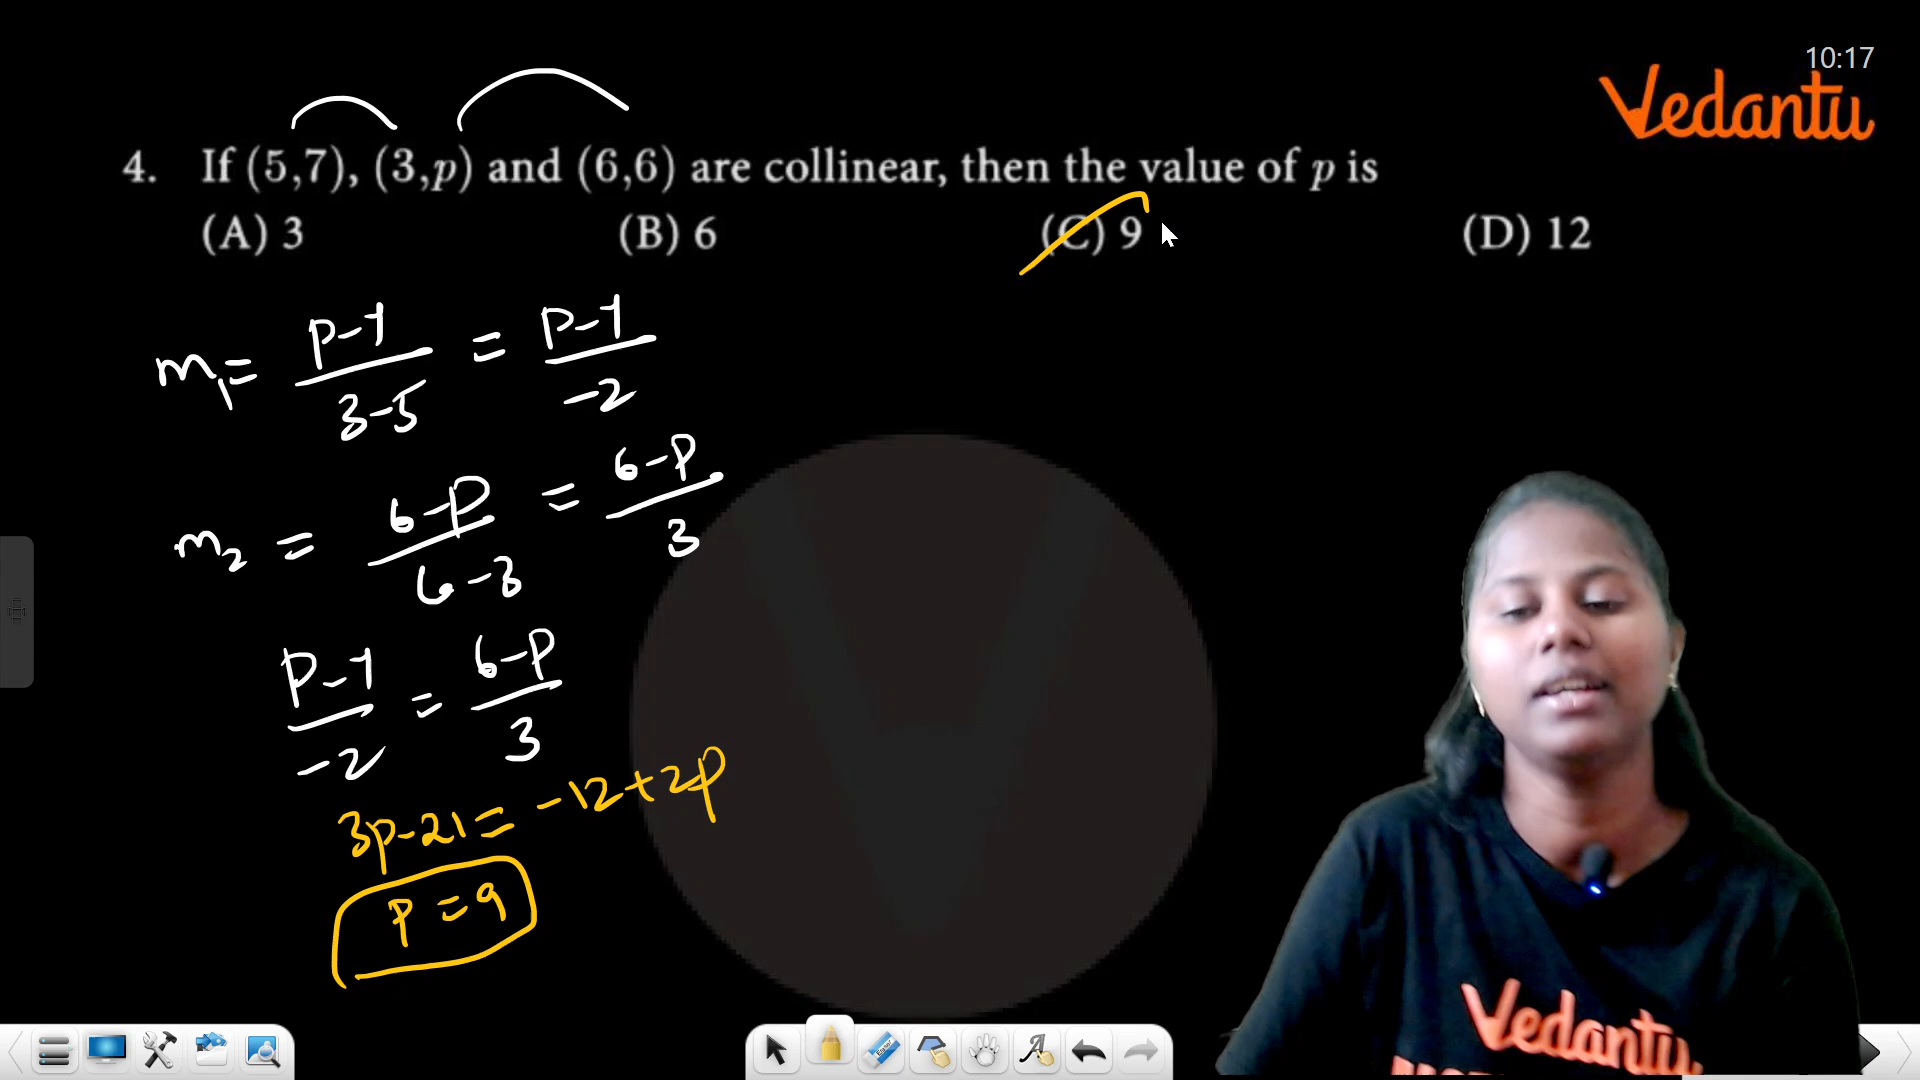 10:17
Vedantu
4. If (5,7), (3,p) and (6,6) are collinear, then the value of p is
(A) 3 (B) 6 (C) 9 (D) 12
m₁ = p-7 / 3-5 = p-7 / -2
m₂ = 6-p / 6-3 = 6-p / 3
p-7 / -2 = 6-p / 3
3p-21 = -12+2p
p = 9
Vedantu